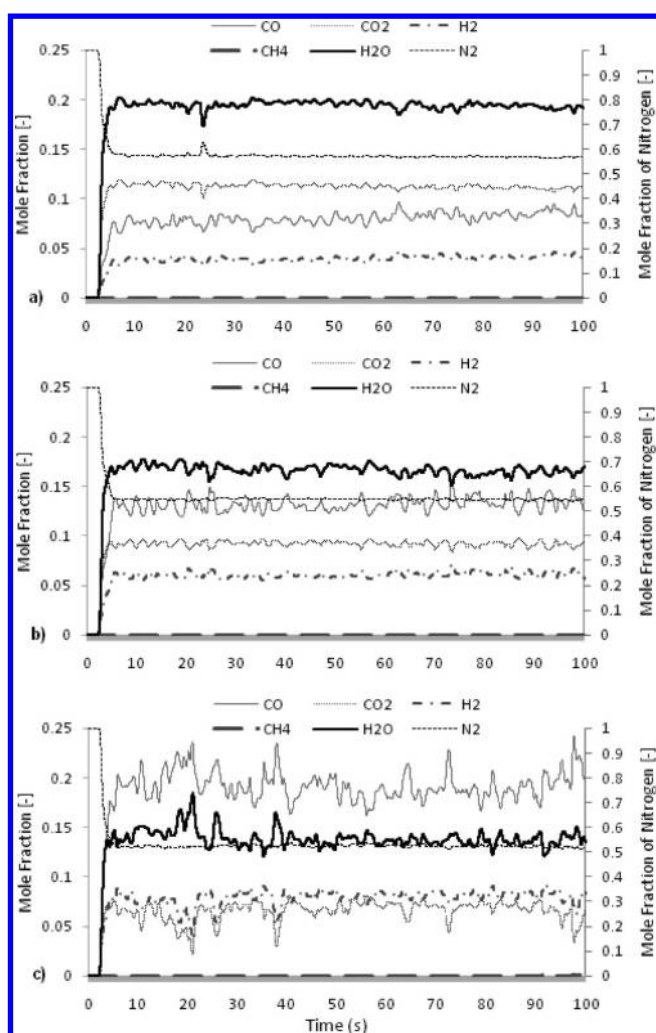 CO CO2 H2
CH4 H2O N2
0.25 1
0.9
0.2 0.8
0.7
0.15 0.6
0.5
0.1 0.4
0.3
0.05 0.2
0.1
0 0
Mole Fraction [-]
Mole Fraction of Nitrogen [-]
a)
0 10 20 30 40 50 60 70 80 90 100
CO CO2 H2
CH4 H2O N2
0.25 1
0.9
0.2 0.8
0.7
0.15 0.6
0.5
0.1 0.4
0.3
0.05 0.2
0.1
0 0
Mole Fraction [-]
Mole Fraction of Nitrogen [-]
b)
0 10 20 30 40 50 60 70 80 90 100
CO CO2 H2
CH4 H2O N2
0.25 1
0.9
0.2 0.8
0.7
0.15 0.6
0.5
0.1 0.4
0.3
0.05 0.2
0.1
0 0
Mole Fraction [-]
Mole Fraction of Nitrogen [-]
c)
0 10 20 30 40 50 60 70 80 90 100
Time (s)